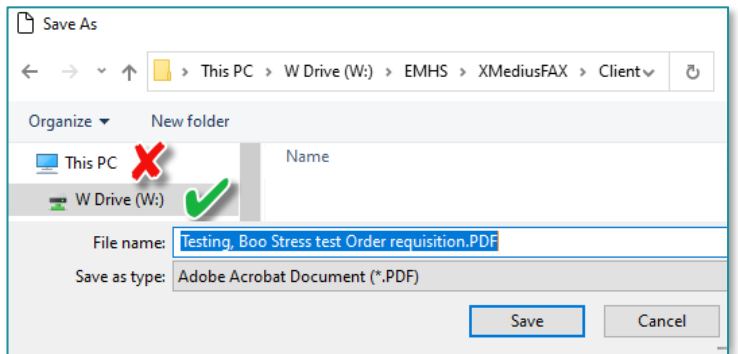 Save As
This PC > W Drive (W:) > EMHS > XMediusFAX > Client
Organize New folder
This PC
Name
W Drive (W:)
File name: Testing, Boo Stress test Order requisition.PDF
Save as type: Adobe Acrobat Document (*.PDF)
Save Cancel